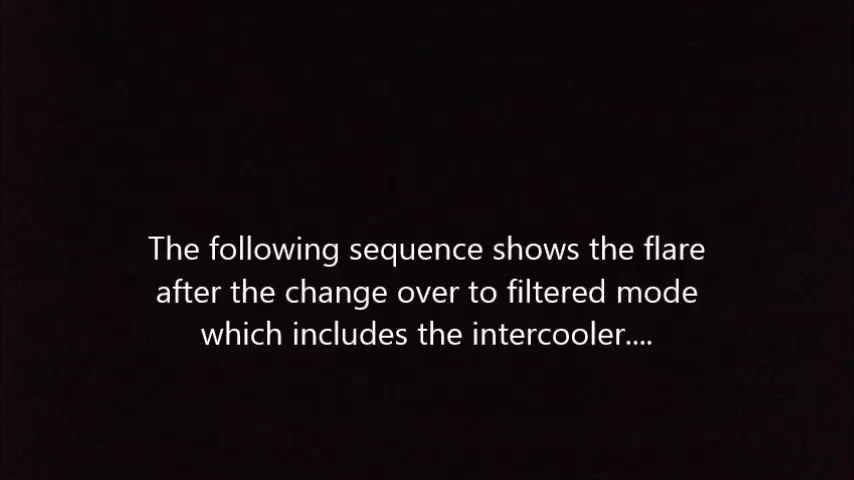 The following sequence shows the flare
after the change over to filtered mode
which includes the intercooler....